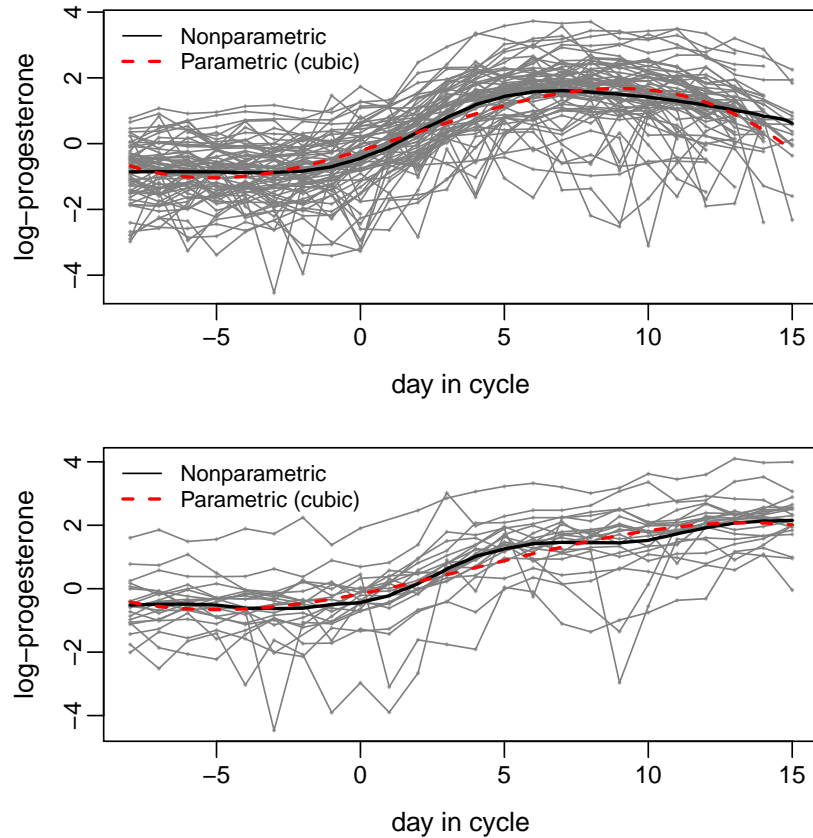 4
2
0
−2
−4
log−progesterone
Nonparametric
Parametric (cubic)
−5
0
5
10
15
day in cycle
4
2
0
−2
−4
log−progesterone
Nonparametric
Parametric (cubic)
−5
0
5
10
15
day in cycle